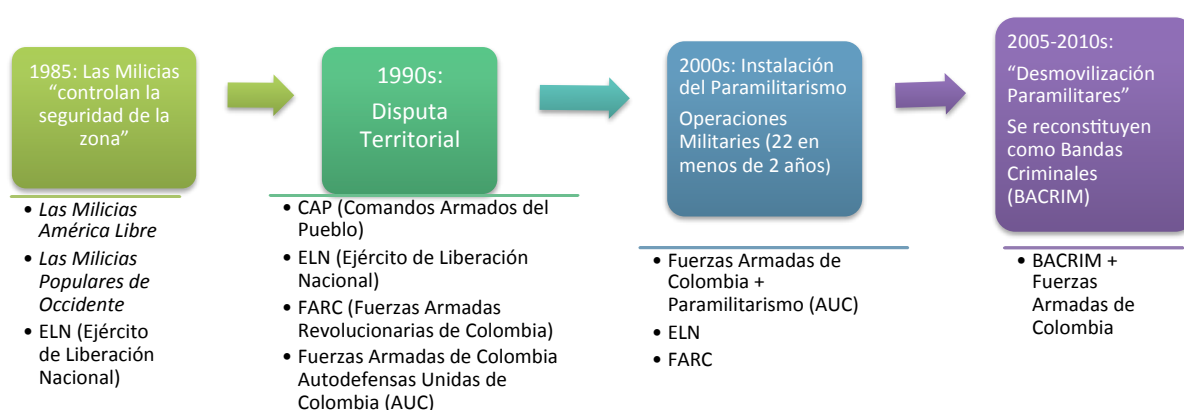 1985: Las Milicias
“controlan la
seguridad de la
zona”
• Las Milicias
América Libre
• Las Milicias
Populares de
Occidente
• ELN (Ejército
de Liberación
Nacional)
1990s:
Disputa
Territorial
• CAP (Comandos Armados del
Pueblo)
• ELN (Ejército de Liberación
Nacional)
• FARC (Fuerzas Armadas
Revolucionarias de Colombia)
• Fuerzas Armadas de Colombia
Autodefensas Unidas de
Colombia (AUC)
2000s: Instalación
del Paramilitarismo
Operaciones
Militaries (22 en
menos de 2 años)
• Fuerzas Armadas de
Colombia +
Paramilitarismo (AUC)
• ELN
• FARC
2005-2010s:
“Desmovilización
Paramilitares”
Se reconstituyen
como Bandas
Criminales
(BACRIM)
• BACRIM +
Fuerzas
Armadas de
Colombia